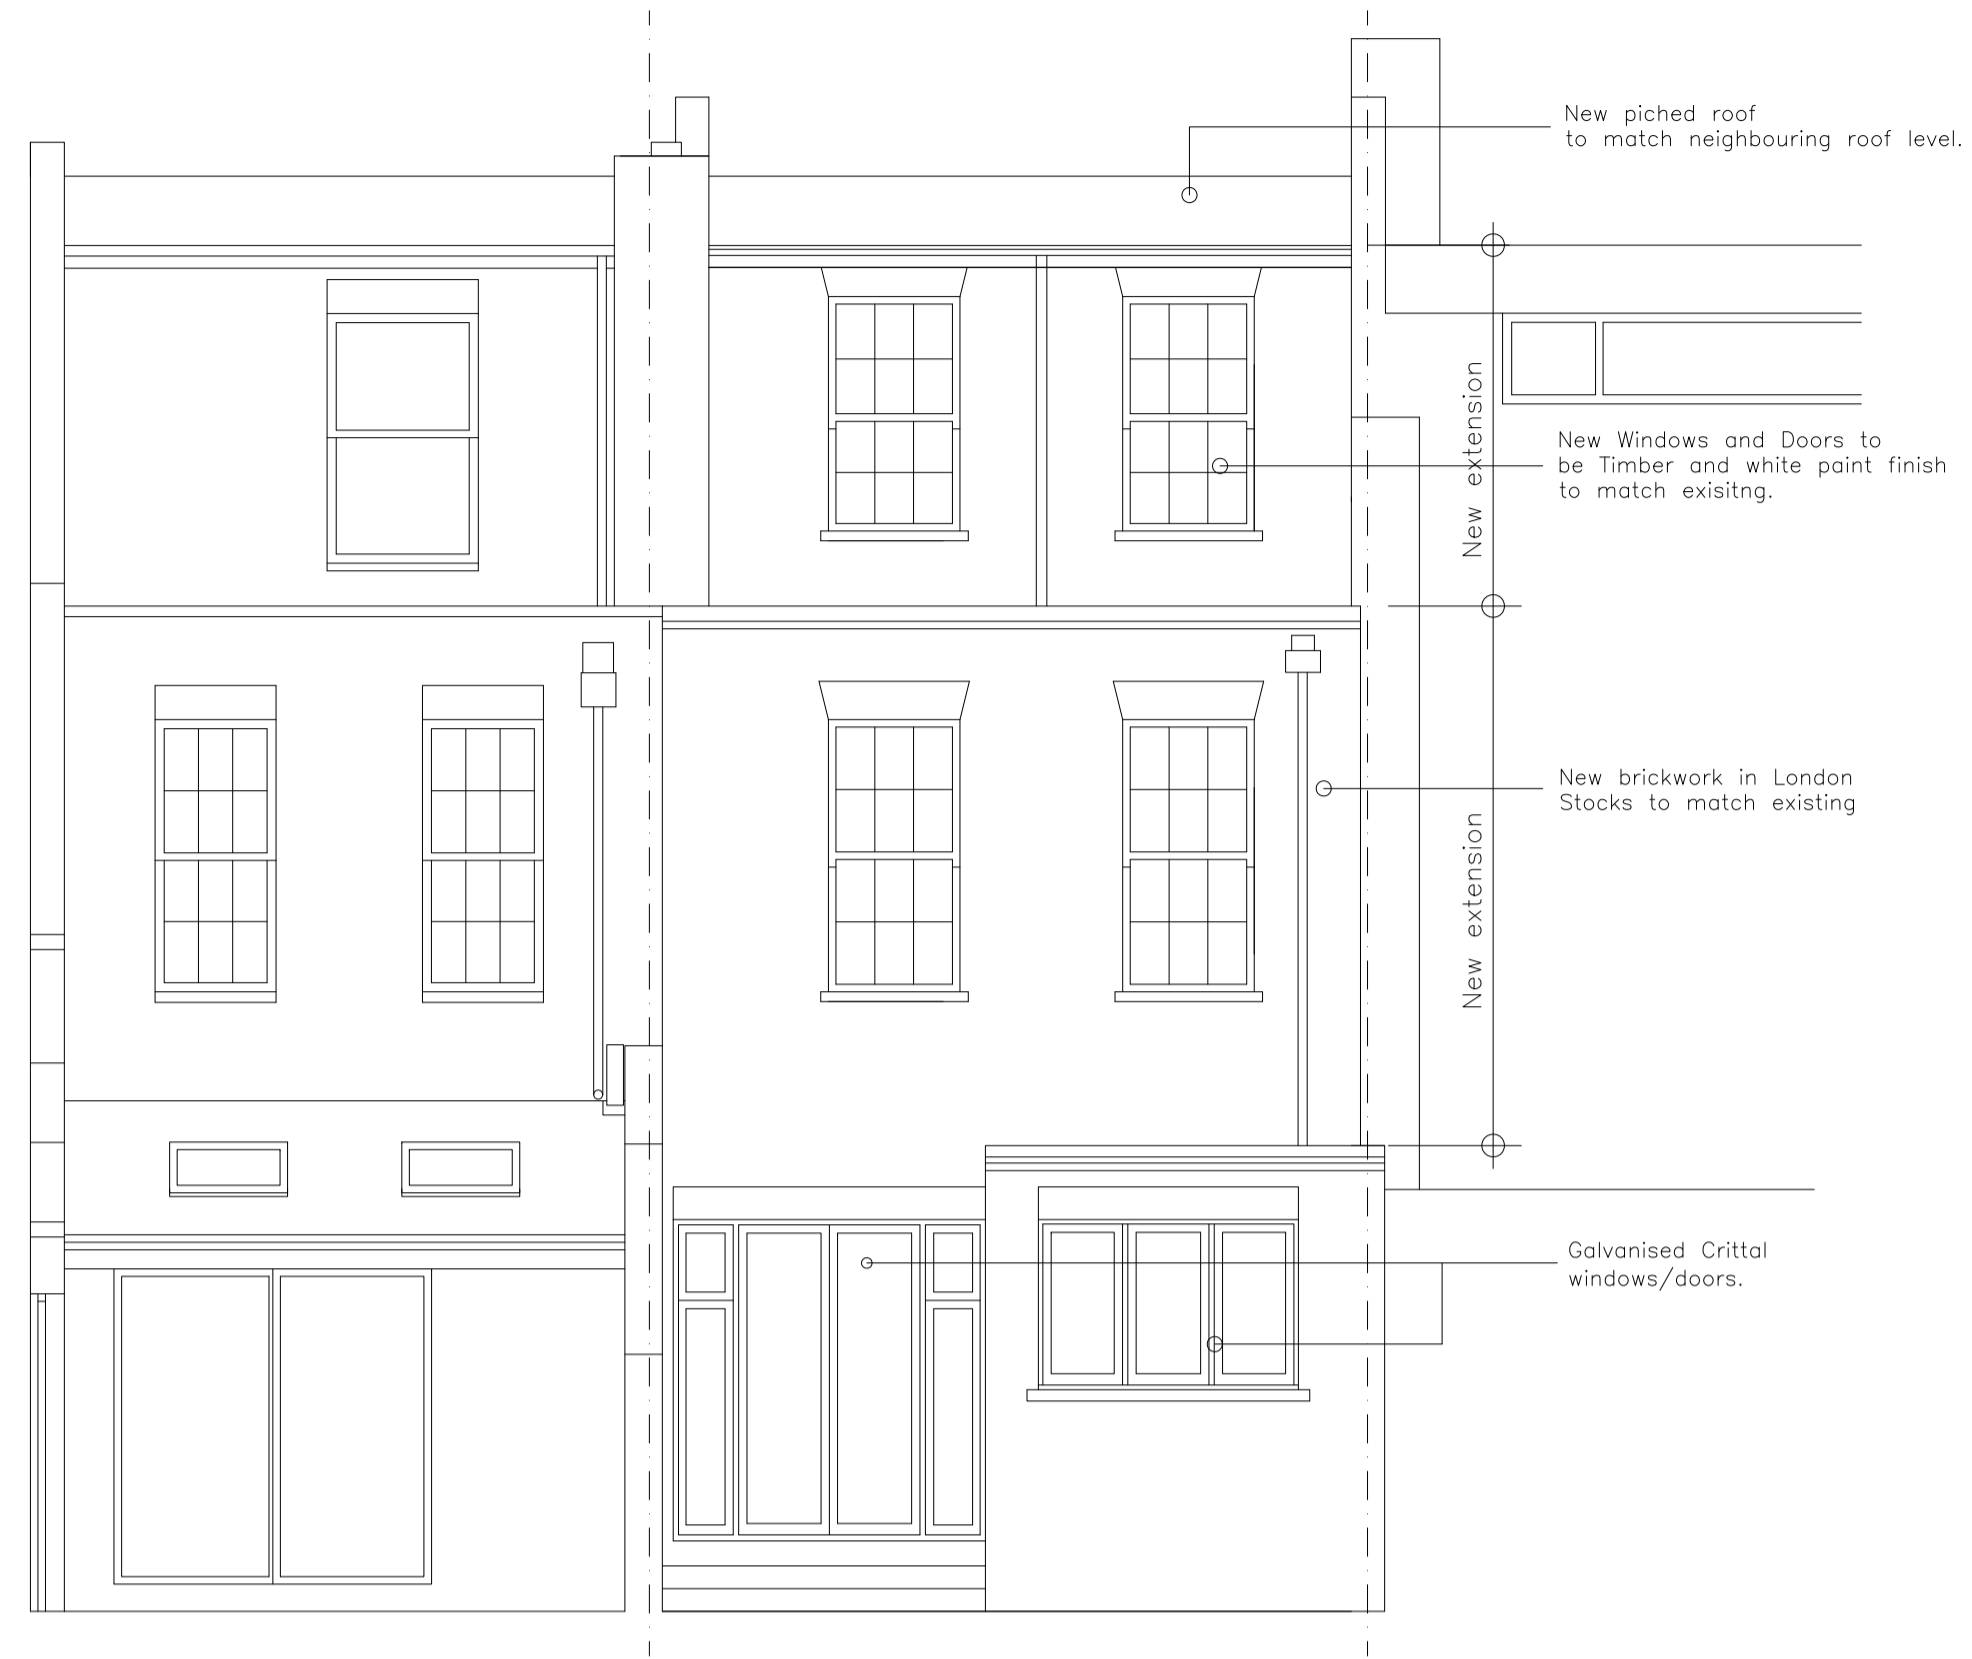 New piched roof
to match neighbouring roof level.
New extension
New Windows and Doors to
be Timber and white paint finish
to match exisitng.
New brickwork in London
Stocks to match existing
New extension
Galvanised Crittal
windows/doors.